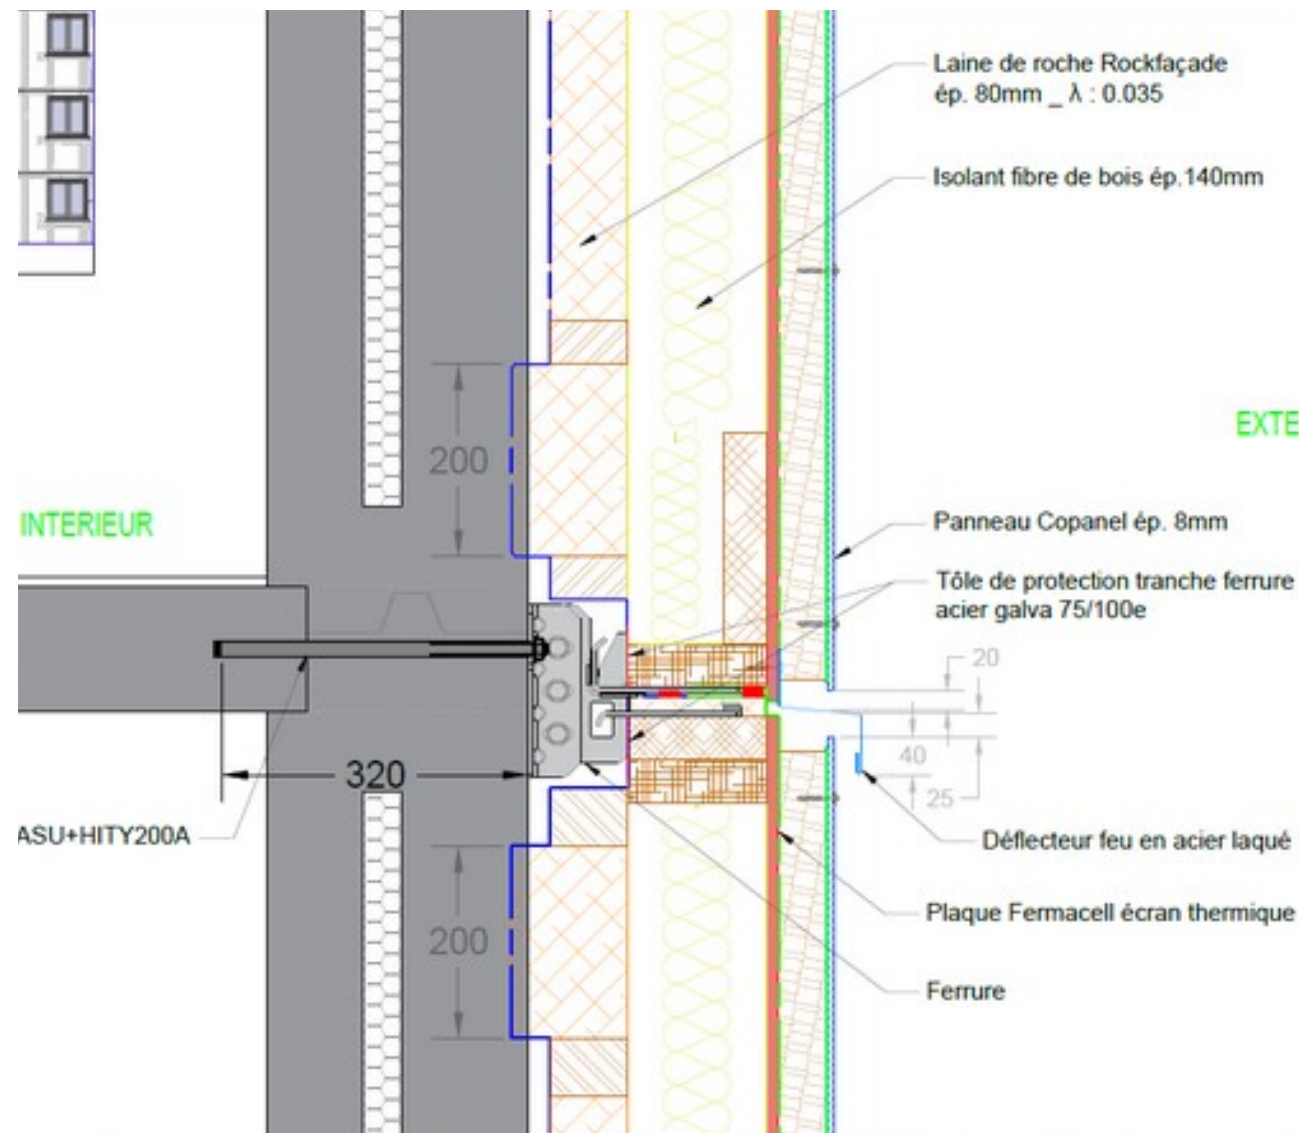 Laine de roche Rockfaçade
ép. 80mm _ λ : 0.035
Isolant fibre de bois ép.140mm
EXTE
200
INTERIEUR
Panneau Copanel ép. 8mm
Tôle de protection tranche ferrure
acier galva 75/100e
20
40
25
320
ASU+HITY200A
Déflecteur feu en acier laqué
Plaque Fermacell écran thermique
200
Ferrure